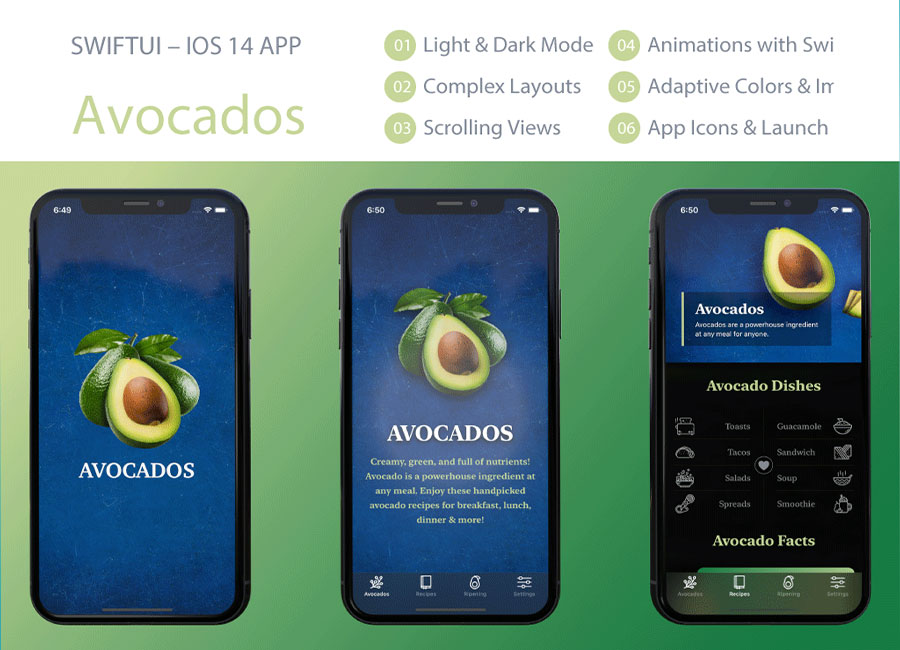 SWIFTUI – IOS 14 APP
Avocados
01 Light & Dark Mode
02 Complex Layouts
03 Scrolling Views
04 Animations with Swi
05 Adaptive Colors & Im
06 App Icons & Launch
6:49
AVOCADOS
6:50
AVOCADOS
Creamy, green, and full of nutrients!
Avocado is a powerhouse ingredient at
any meal. Enjoy these handpicked
avocado recipes for breakfast, lunch,
dinner & more!
Avocados Recipes Ripening Settings
6:50
Avocados
Avocados are a powerhouse ingredient
at any meal for anyone.
Avocado Dishes
Toasts Guacamole
Tacos Sandwich
Salads Soup
Spreads Smoothie
Avocado Facts
Avocados Recipes Ripening Settings